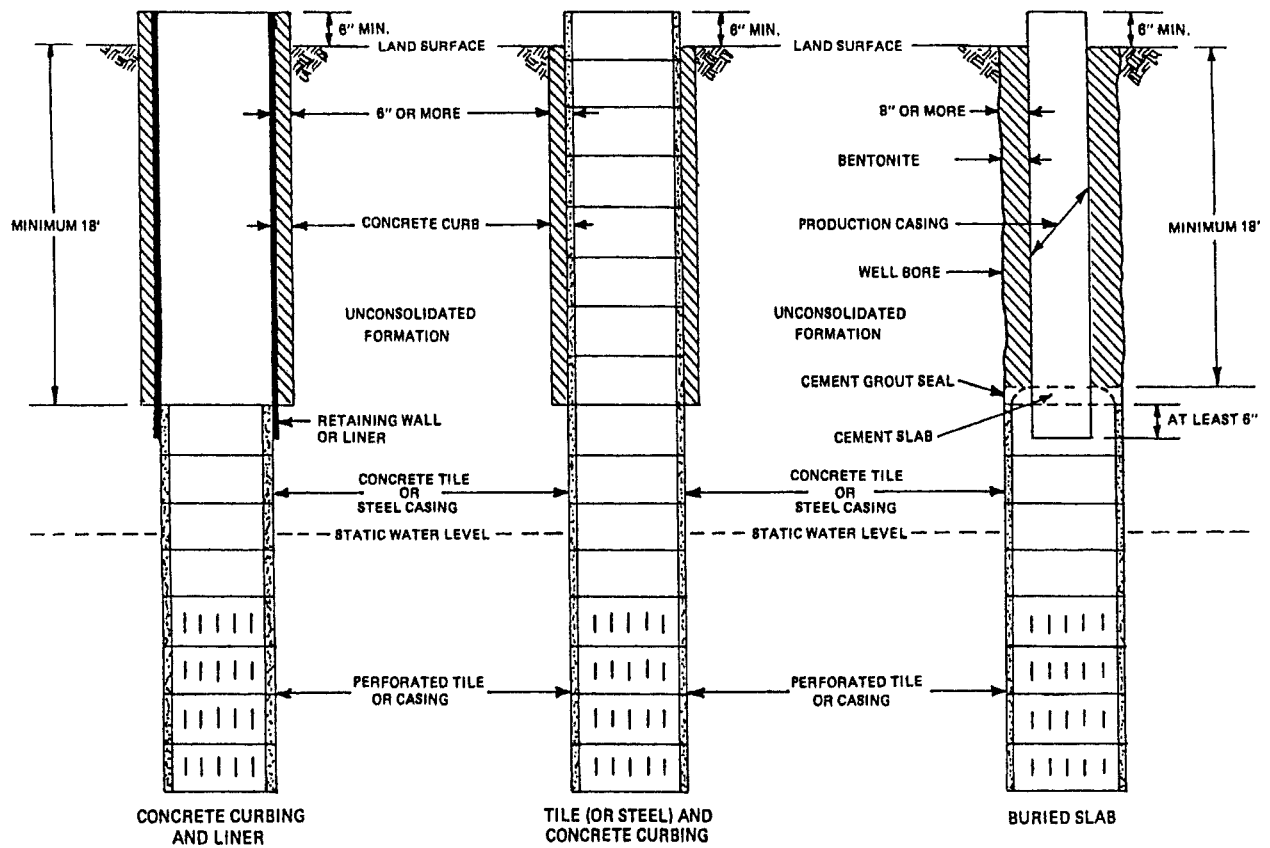 6" MIN.
6" MIN.
6" MIN.
LAND SURFACE
LAND SURFACE
6" OR MORE
8" OR MORE
BENTONITE
MINIMUM 18'
CONCRETE CURB
PRODUCTION CASING
MINIMUM 18'
WELL BORE
UNCONSOLIDATED
FORMATION
UNCONSOLIDATED
FORMATION
CEMENT GROUT SEAL
RETAINING WALL
OR LINER
AT LEAST 6"
CEMENT SLAB
CONCRETE TILE
OR
STEEL CASING
CONCRETE TILE
OR
STEEL CASING
STATIC WATER LEVEL
STATIC WATER LEVEL
PERFORATED TILE
OR CASING
PERFORATED TILE
OR CASING
CONCRETE CURBING
AND LINER
TILE (OR STEEL) AND
CONCRETE CURBING
BURIED SLAB